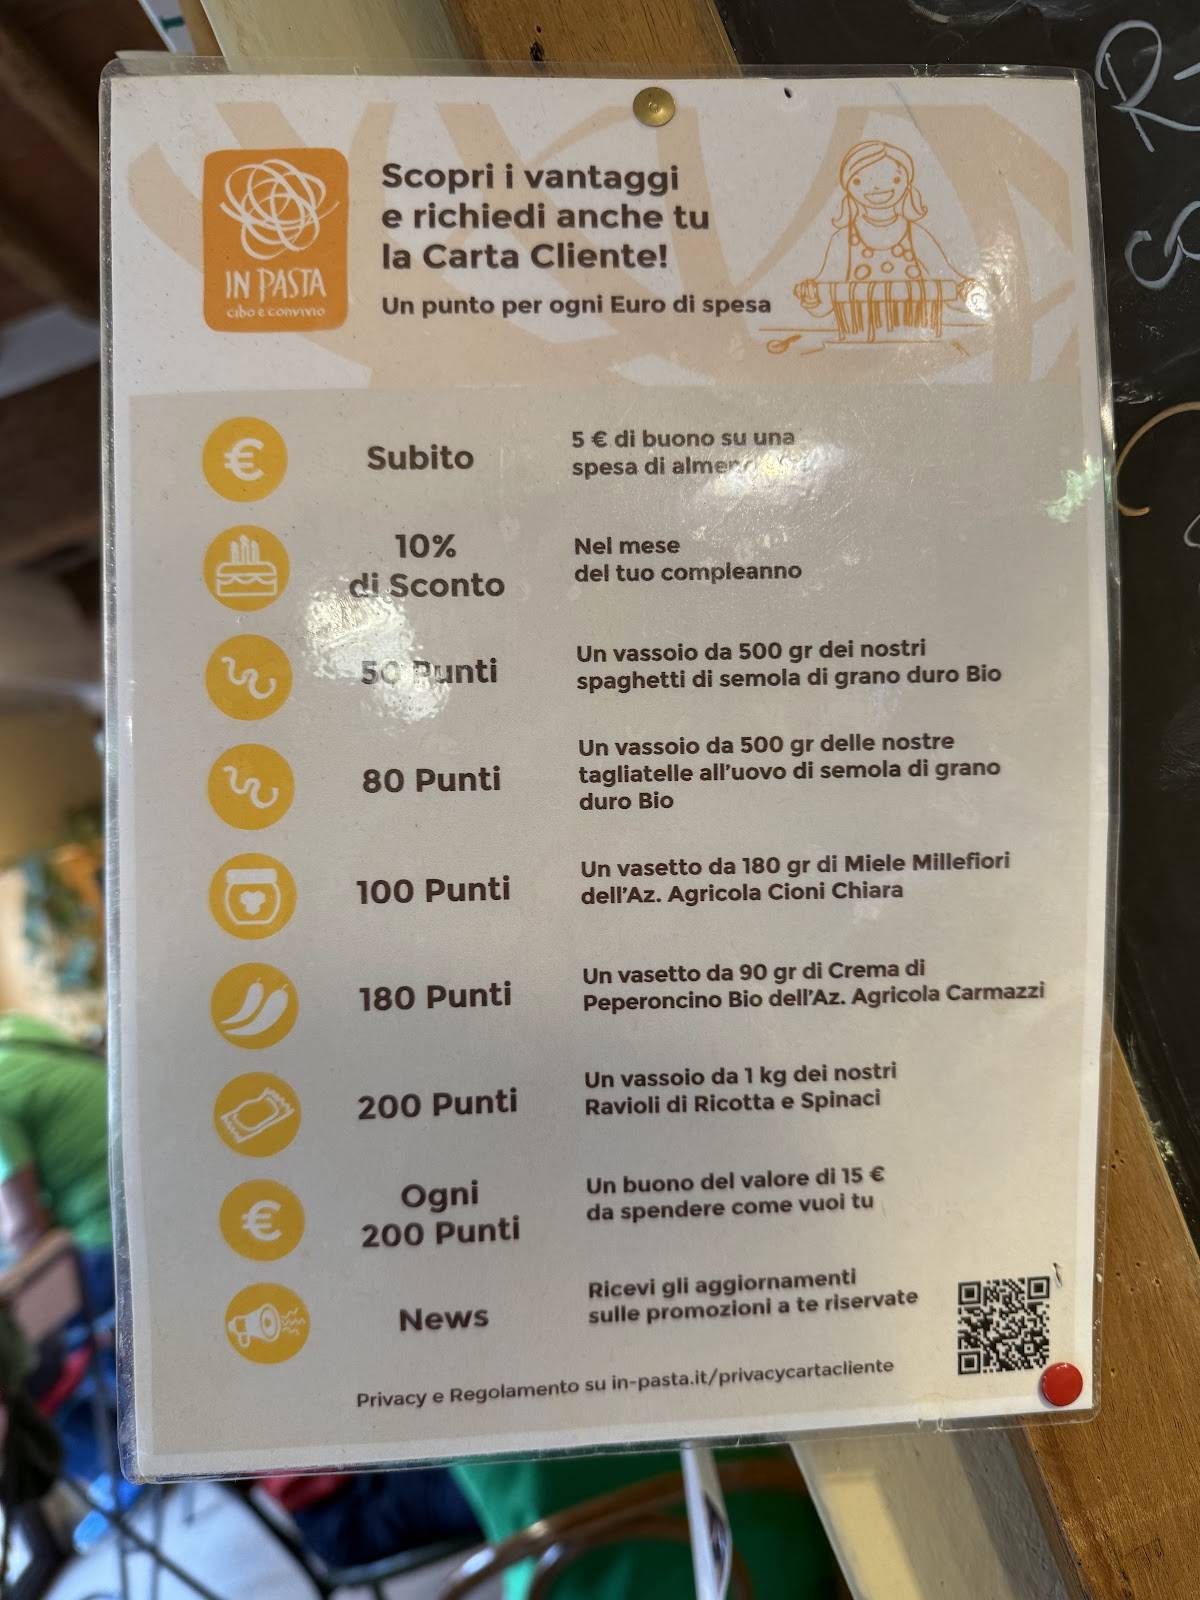 IN PASTA
cibo e convivio
Scopri i vantaggi
e richiedi anche tu
la Carta Cliente!
Un punto per ogni Euro di spesa
€
Subito
5 € di buono su una
spesa di
10%
di Sconto
Nel mese
del tuo compleanno
50 Punti
Un vassoio da 500 gr dei nostri
spaghetti di semola di grano duro Bio
80 Punti
Un vassoio da 500 gr delle nostre
tagliatelle all'uovo di semola di grano
duro Bio
100 Punti
Un vasetto da 180 gr di Miele Millefiori
dell'Az. Agricola Cioni Chiara
180 Punti
Un vasetto da 90 gr di Crema di
Peperoncino Bio dell'Az. Agricola Carmazzi
200 Punti
Un vassoio da 1 kg dei nostri
Ravioli di Ricotta e Spinaci
€
Ogni
200 Punti
Un buono del valore di 15 €
da spendere come vuoi tu
News
Ricevi gli aggiornamenti
sulle promozioni a te riservate
Privacy e Regolamento su in-pasta.it/privacycartacliente